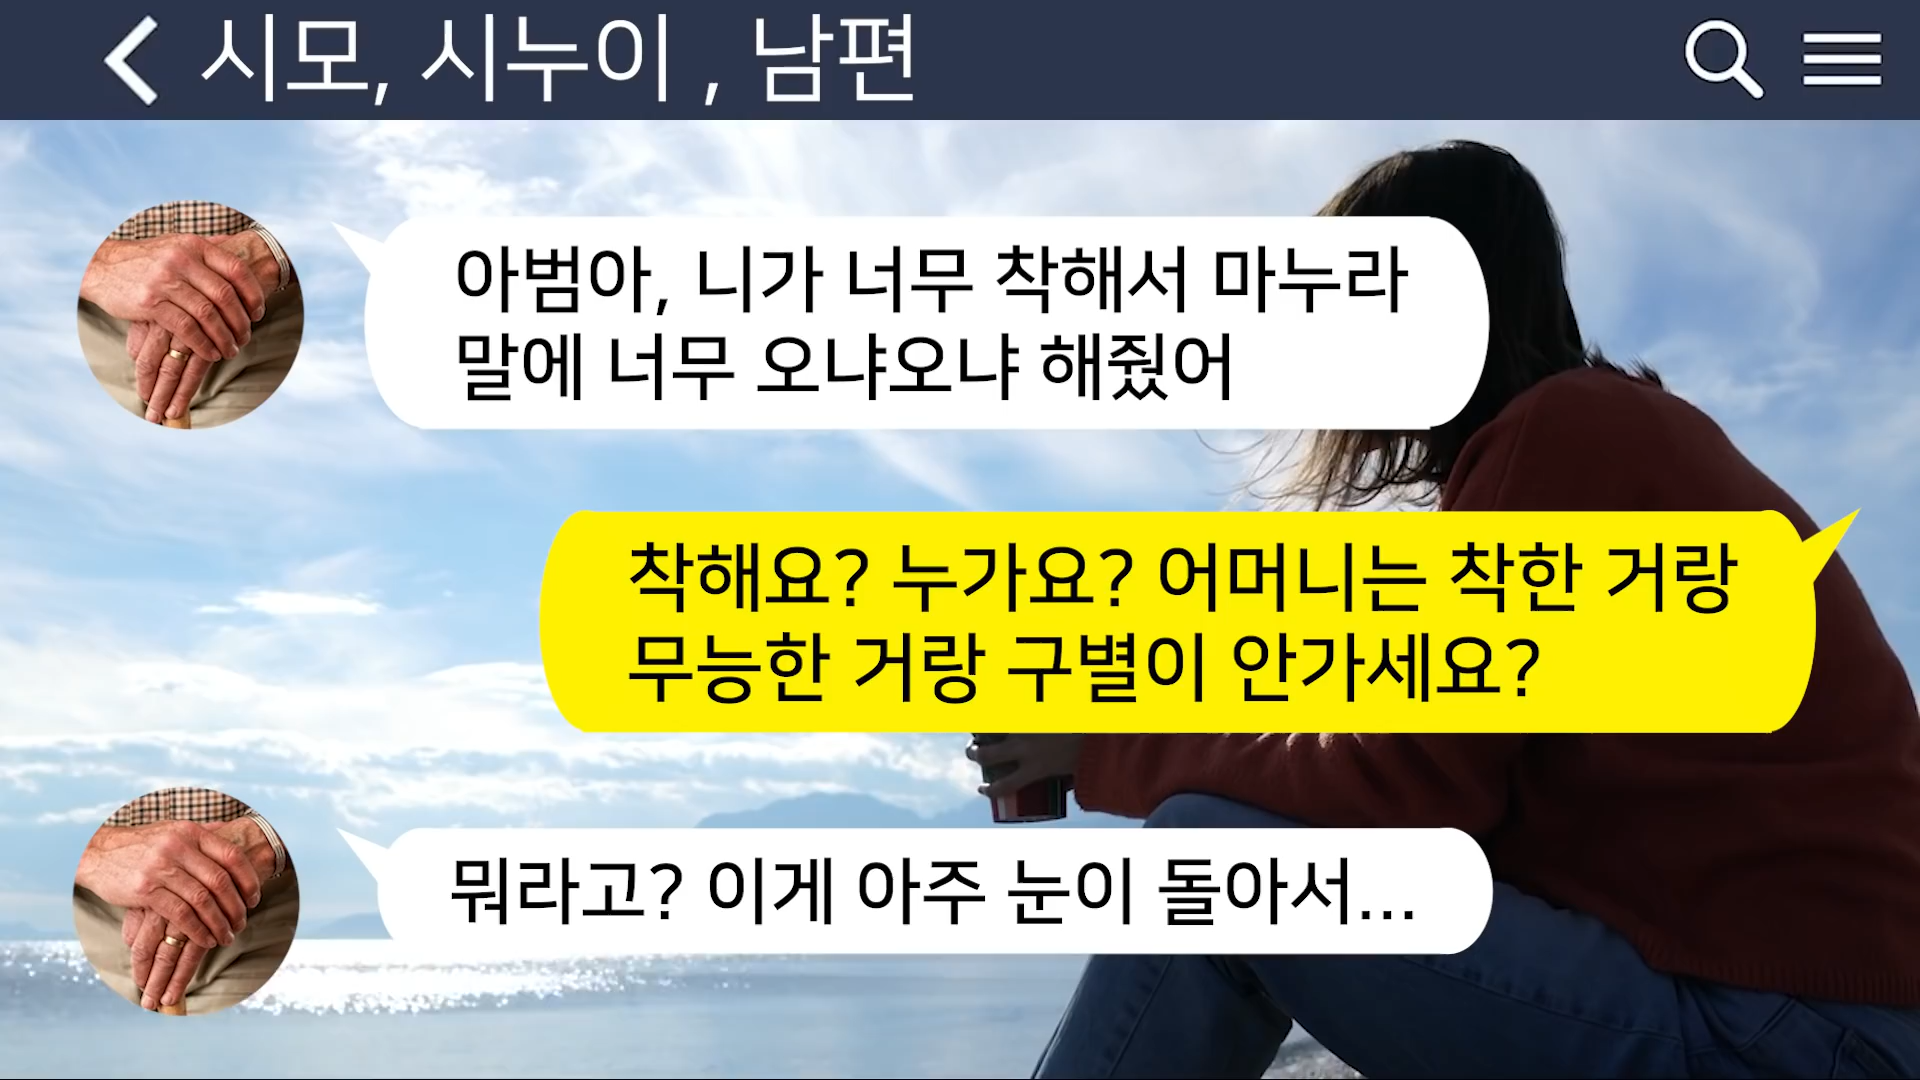 시모, 시누이 , 남편
아범아, 니가 너무 착해서 마누라
말에 너무 오냐오냐 해줬어
착해요? 누가요? 어머니는 착한 거랑
무능한 거랑 구별이 안가세요?
뭐라고? 이게 아주 눈이 돌아서...